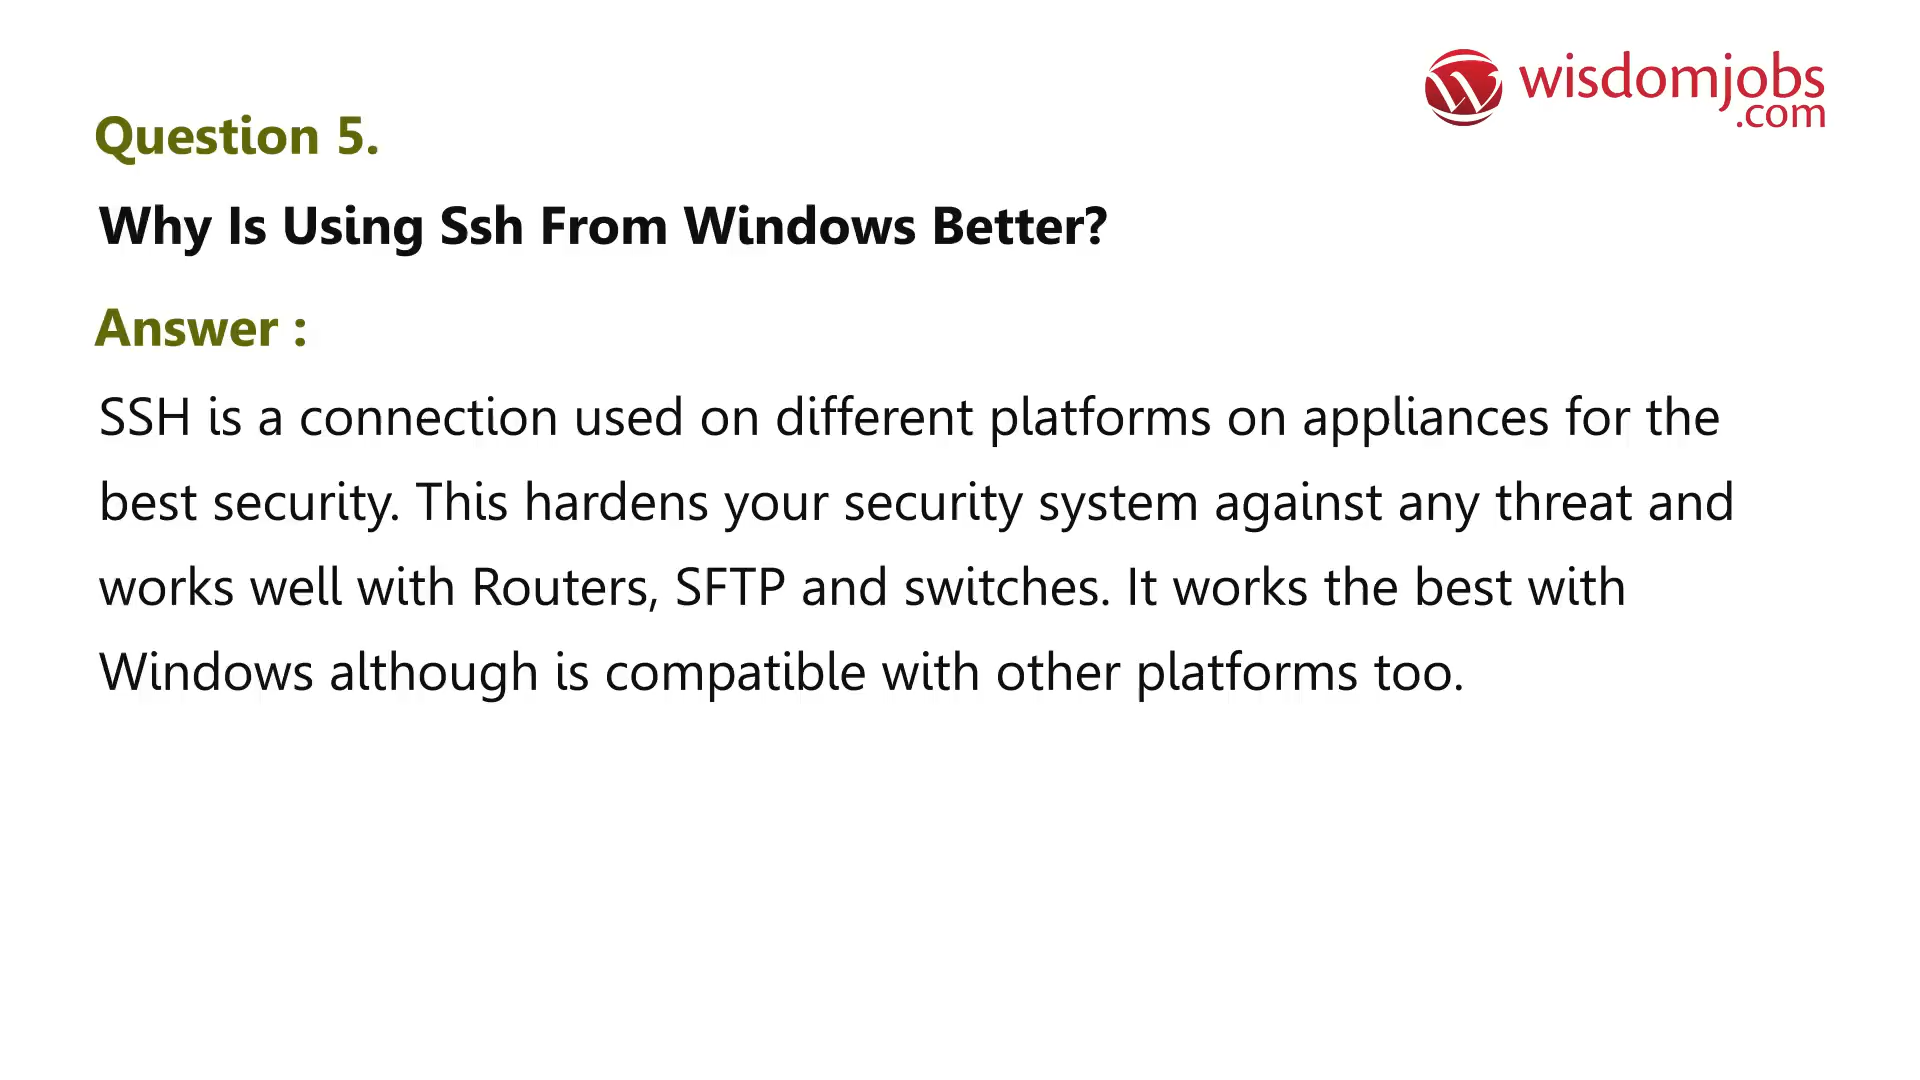 wisdomjobs
.com
Question 5.
Why Is Using Ssh From Windows Better?
Answer :
SSH is a connection used on different platforms on appliances for the
best security. This hardens your security system against any threat and
works well with Routers, SFTP and switches. It works the best with
Windows although is compatible with other platforms too.